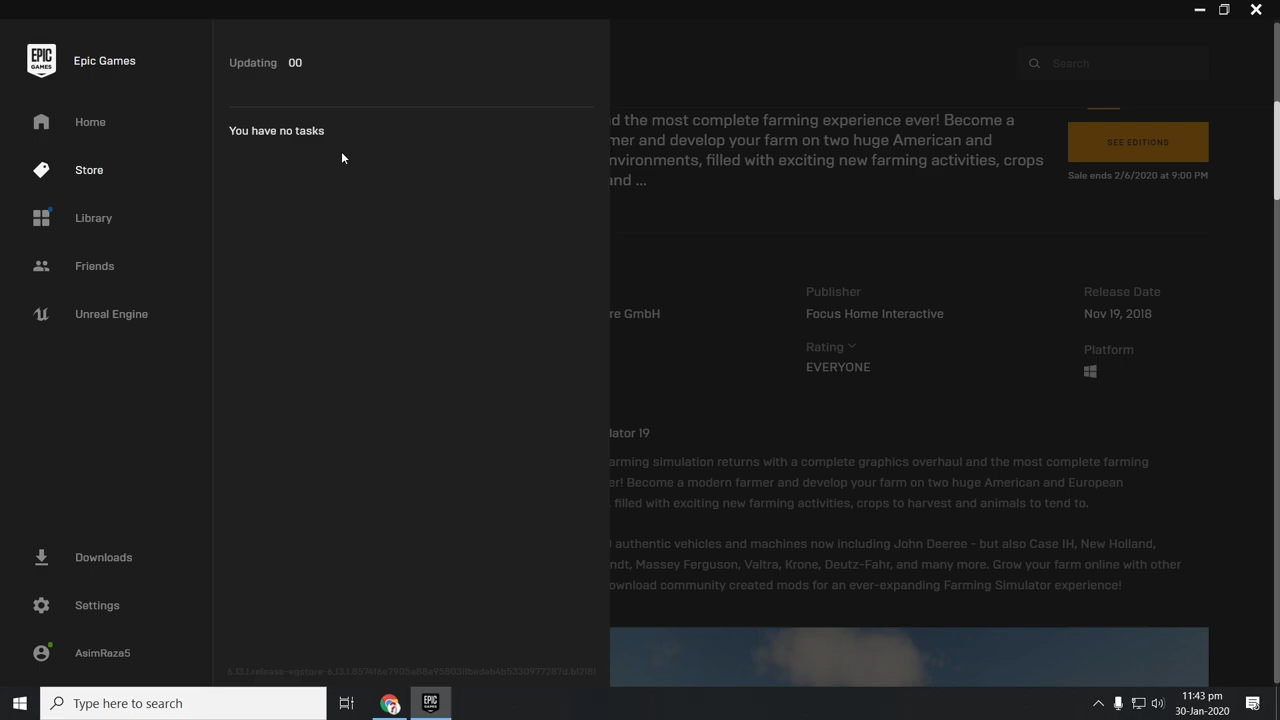 EPIC
GAMES
Epic Games
Home
Store
Library
Friends
Unreal Engine
Downloads
Settings
AsimRaza5
Updating 00
You have no tasks
Search
d the most complete farming experience ever! Become a
mer and develop your farm on two huge American and
nvironments, filled with exciting new farming activities, crops
and ...
SEE EDITIONS
Sale ends 2/6/2020 at 9:00 PM
re GmbH
Publisher
Focus Home Interactive
Rating
EVERYONE
Release Date
Nov 19, 2018
Platform
lator 19
arming simulation returns with a complete graphics overhaul and the most complete farming
er! Become a modern farmer and develop your farm on two huge American and European
, filled with exciting new farming activities, crops to harvest and animals to tend to.
authentic vehicles and machines now including John Deeree - but also Case IH, New Holland,
ndt, Massey Ferguson, Valtra, Krone, Deutz-Fahr, and many more. Grow your farm online with other
ownload community created mods for an ever-expanding Farming Simulator experience!
Type here to search
EPIC
11:43 pm
30-Jan-2020